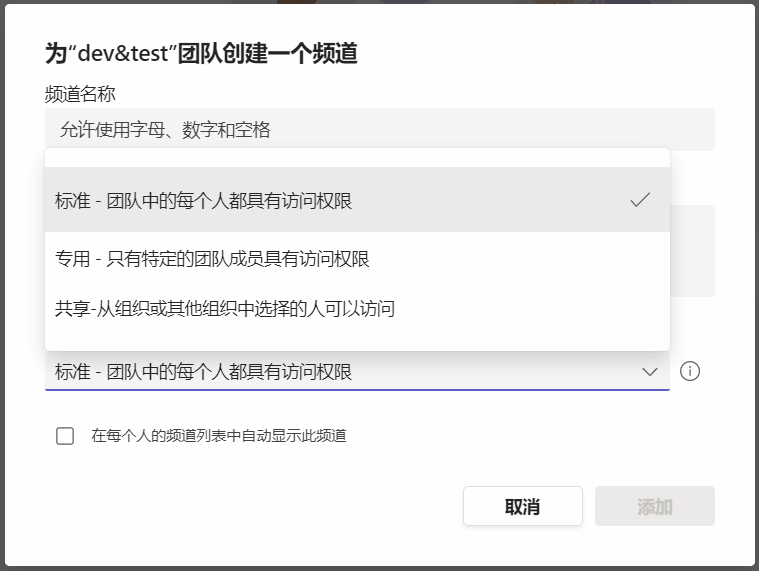 为“dev&test”团队创建一个频道
频道名称
允许使用字母、数字和空格
标准 - 团队中的每个人都具有访问权限
专用 - 只有特定的团队成员具有访问权限
共享-从组织或其他组织中选择的人可以访问
标准 - 团队中的每个人都具有访问权限
在每个人的频道列表中自动显示此频道
取消
添加